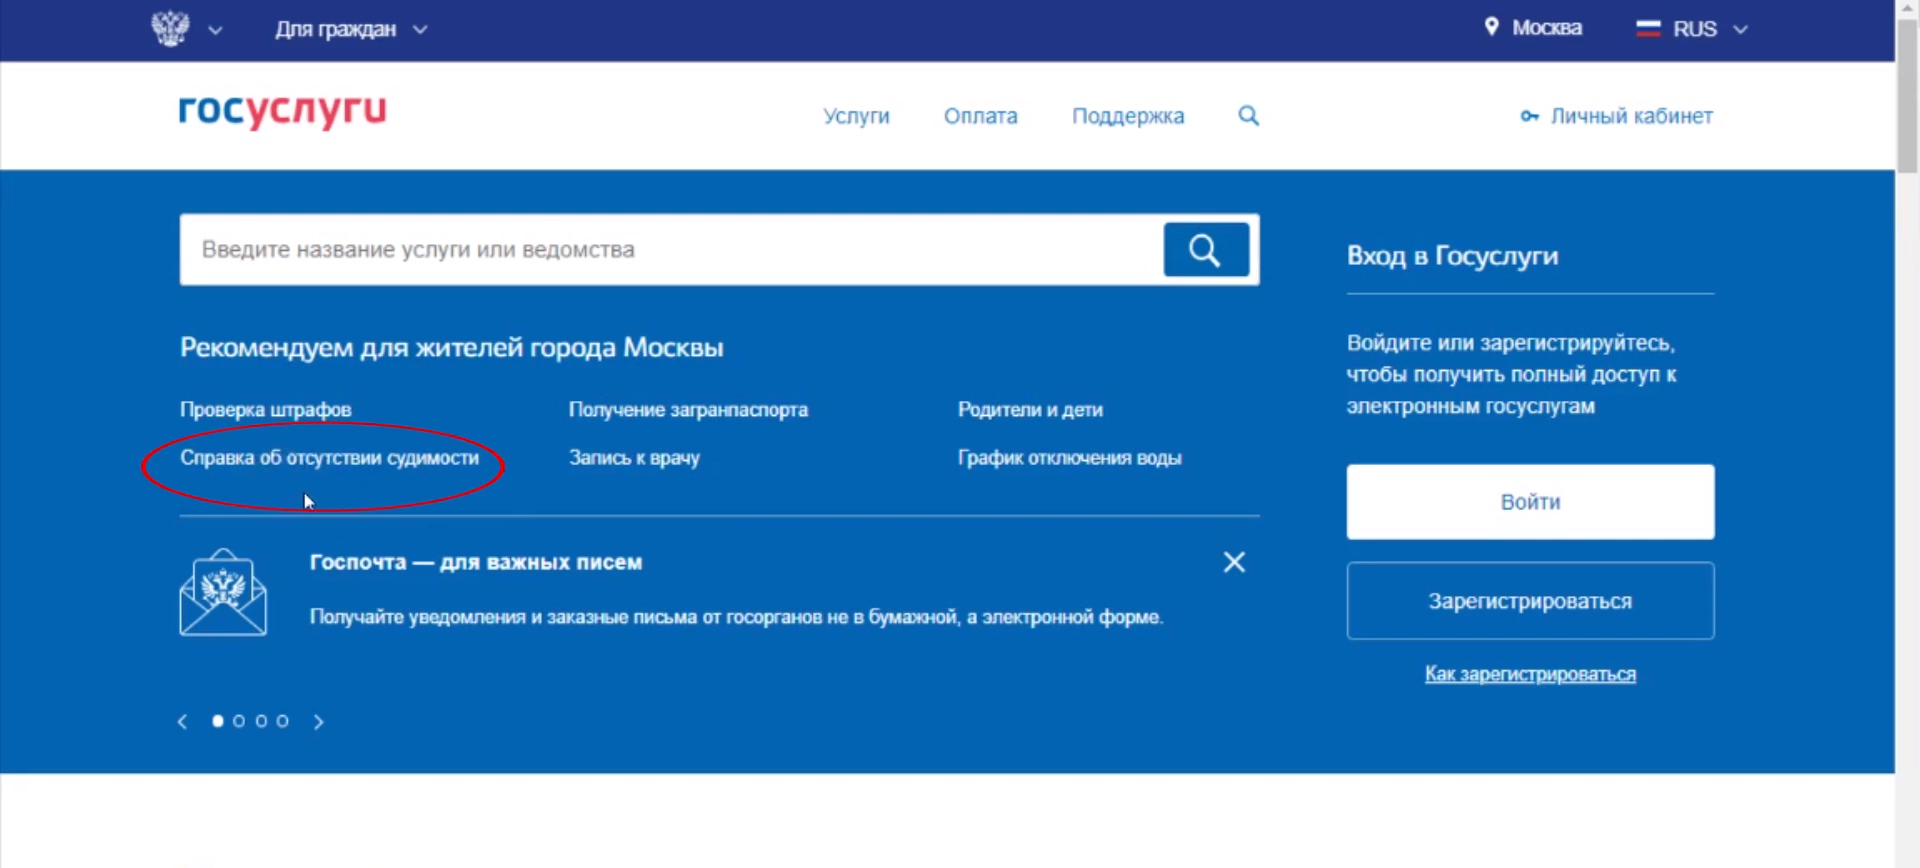 Для граждан
Москва
RUS
госуслуги
Услуги
Оплата
Поддержка
Личный кабинет
Введите название услуги или ведомства
Рекомендуем для жителей города Москвы
Проверка штрафов
Получение загранпаспорта
Родители и дети
Справка об отсутствии судимости
Запись к врачу
График отключения воды
Госпочта — для важных писем
Получайте уведомления и заказные письма от госорганов не в бумажной, а электронной форме.
Вход в Госуслуги
Войдите или зарегистрируйтесь,
чтобы получить полный доступ к
электронным госуслугам
Войти
Зарегистрироваться
Как зарегистрироваться